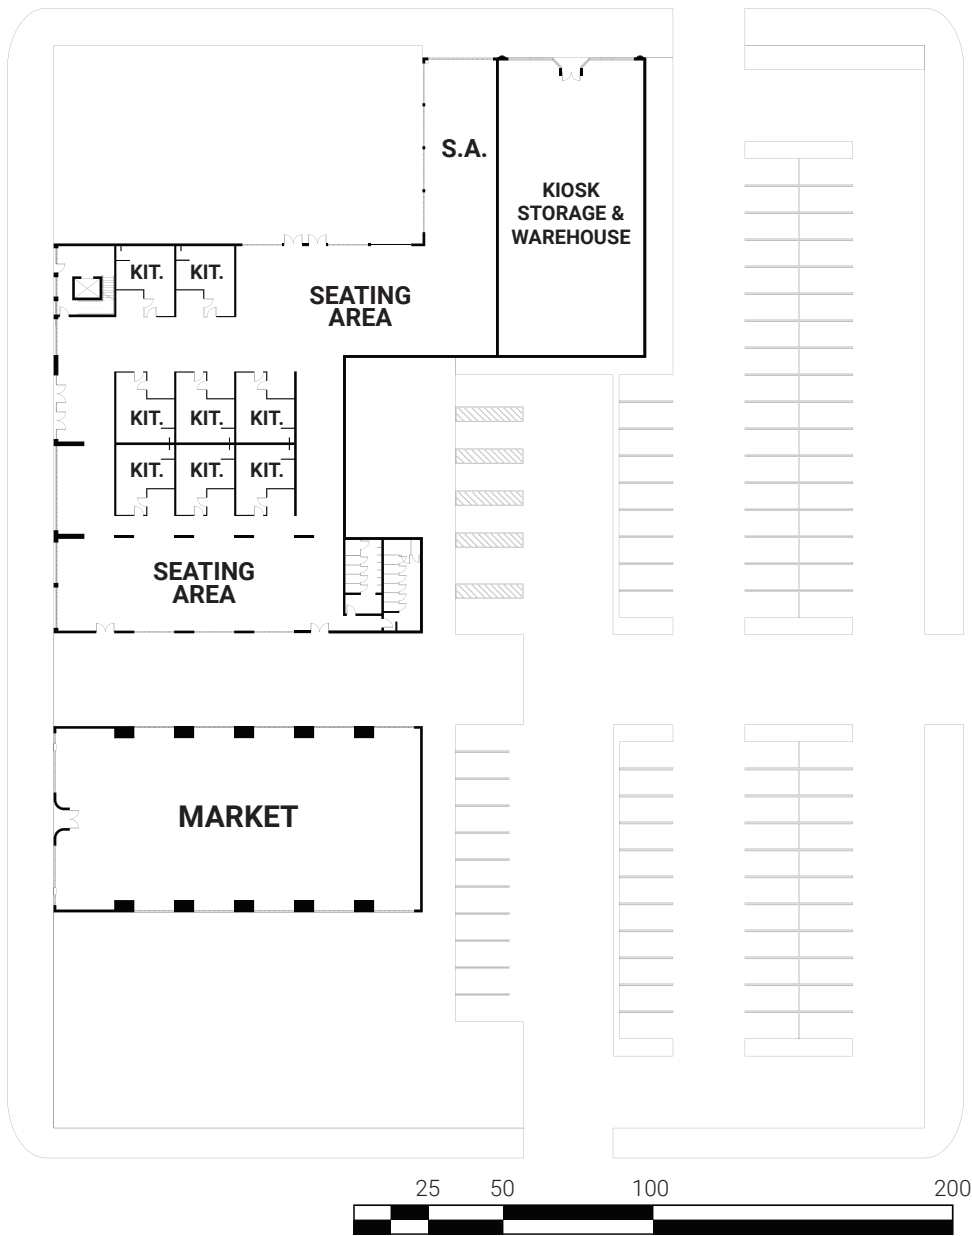 S.A.
KIOSK
STORAGE &
WAREHOUSE
KIT.
KIT.
SEATING
AREA
KIT.
KIT.
KIT.
KIT.
KIT.
KIT.
SEATING
AREA
MARKET
25
50
100
200